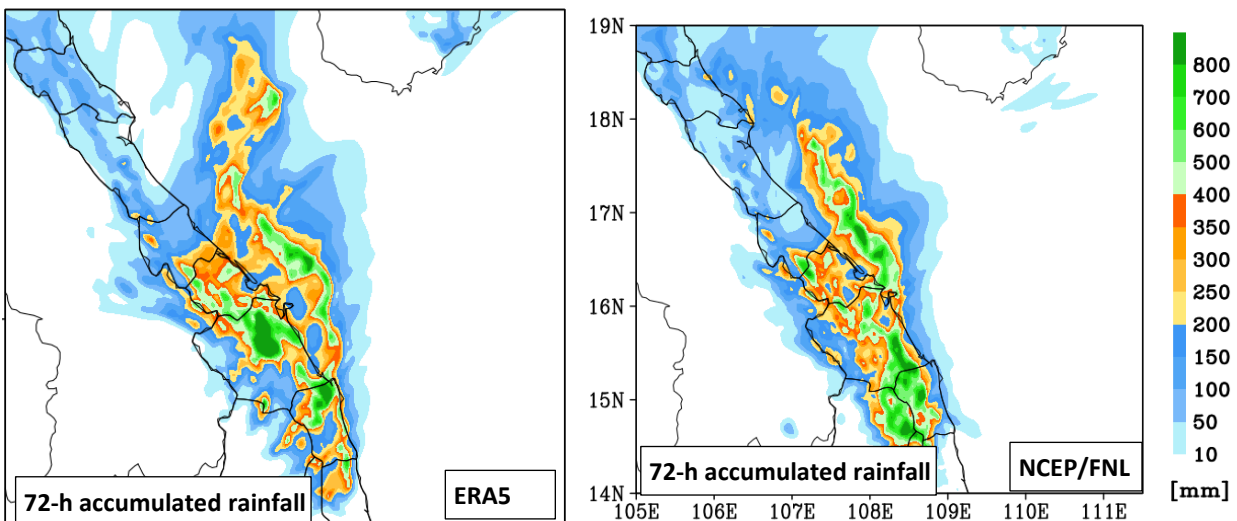 72-h accumulated rainfall
ERA5
19N
18N
17N
16N
15N
14N
105E 106E 107E 108E 109E 110E 111E
72-h accumulated rainfall
NCEP/FNL
800
700
600
500
400
350
300
250
200
150
100
50
10
[mm]